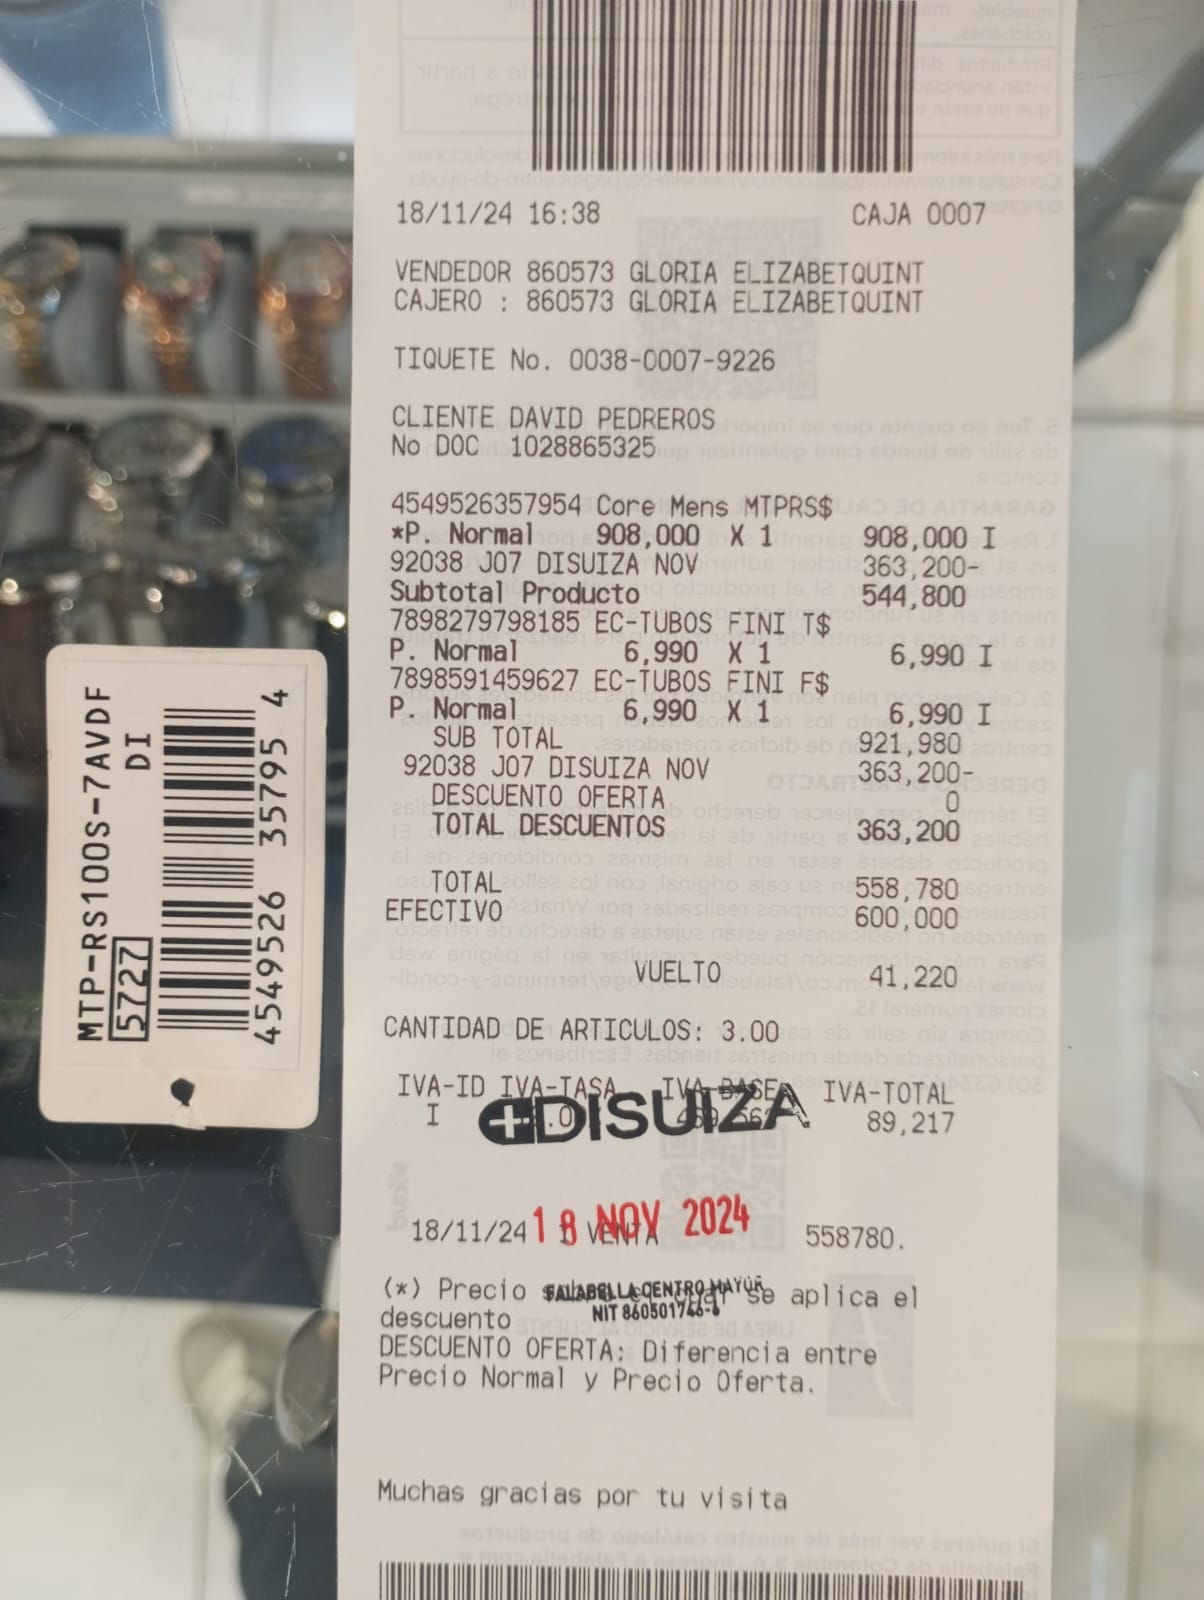 18/11/24 16:38 CAJA 0007
VENDEDOR 860573 GLORIA ELIZABETQUINT
CAJERO : 860573 GLORIA ELIZABETQUINT
TIQUETE No. 0038-0007-9226
CLIENTE DAVID PEDREROS
No DOC 1028865325
4549526357954 Core Mens MTPRS$
*P. Normal 908,000 X 1 908,000 I
92038 J07 DISUIZA NOV 363,200-
Subtotal Producto 544,800
7898279798185 EC-TUBOS FINI T$
P. Normal 6,990 X 1 6,990 I
7898591459627 EC-TUBOS FINI F$
P. Normal 6,990 X 1 6,990 I
SUB TOTAL 921,980
92038 J07 DISUIZA NOV 363,200-
DESCUENTO OFERTA 0
TOTAL DESCUENTOS 363,200
TOTAL 558,780
EFECTIVO 600,000
VUELTO 41,220
CANTIDAD DE ARTICULOS: 3.00
IVA-ID IVA-TASA IVA-BASE IVA-TOTAL
I 89,217
DISUIZA
18/11/24 VENTA 558780.
18 NOV 2024
(*) Precio se aplica el
FALABELLA CENTRO MAYOR
NIT 860501746-6
descuento
DESCUENTO OFERTA: Diferencia entre
Precio Normal y Precio Oferta.
Muchas gracias por tu visita
MTP-RS100S-7AVDF
DI
5727
4549526 35795 4